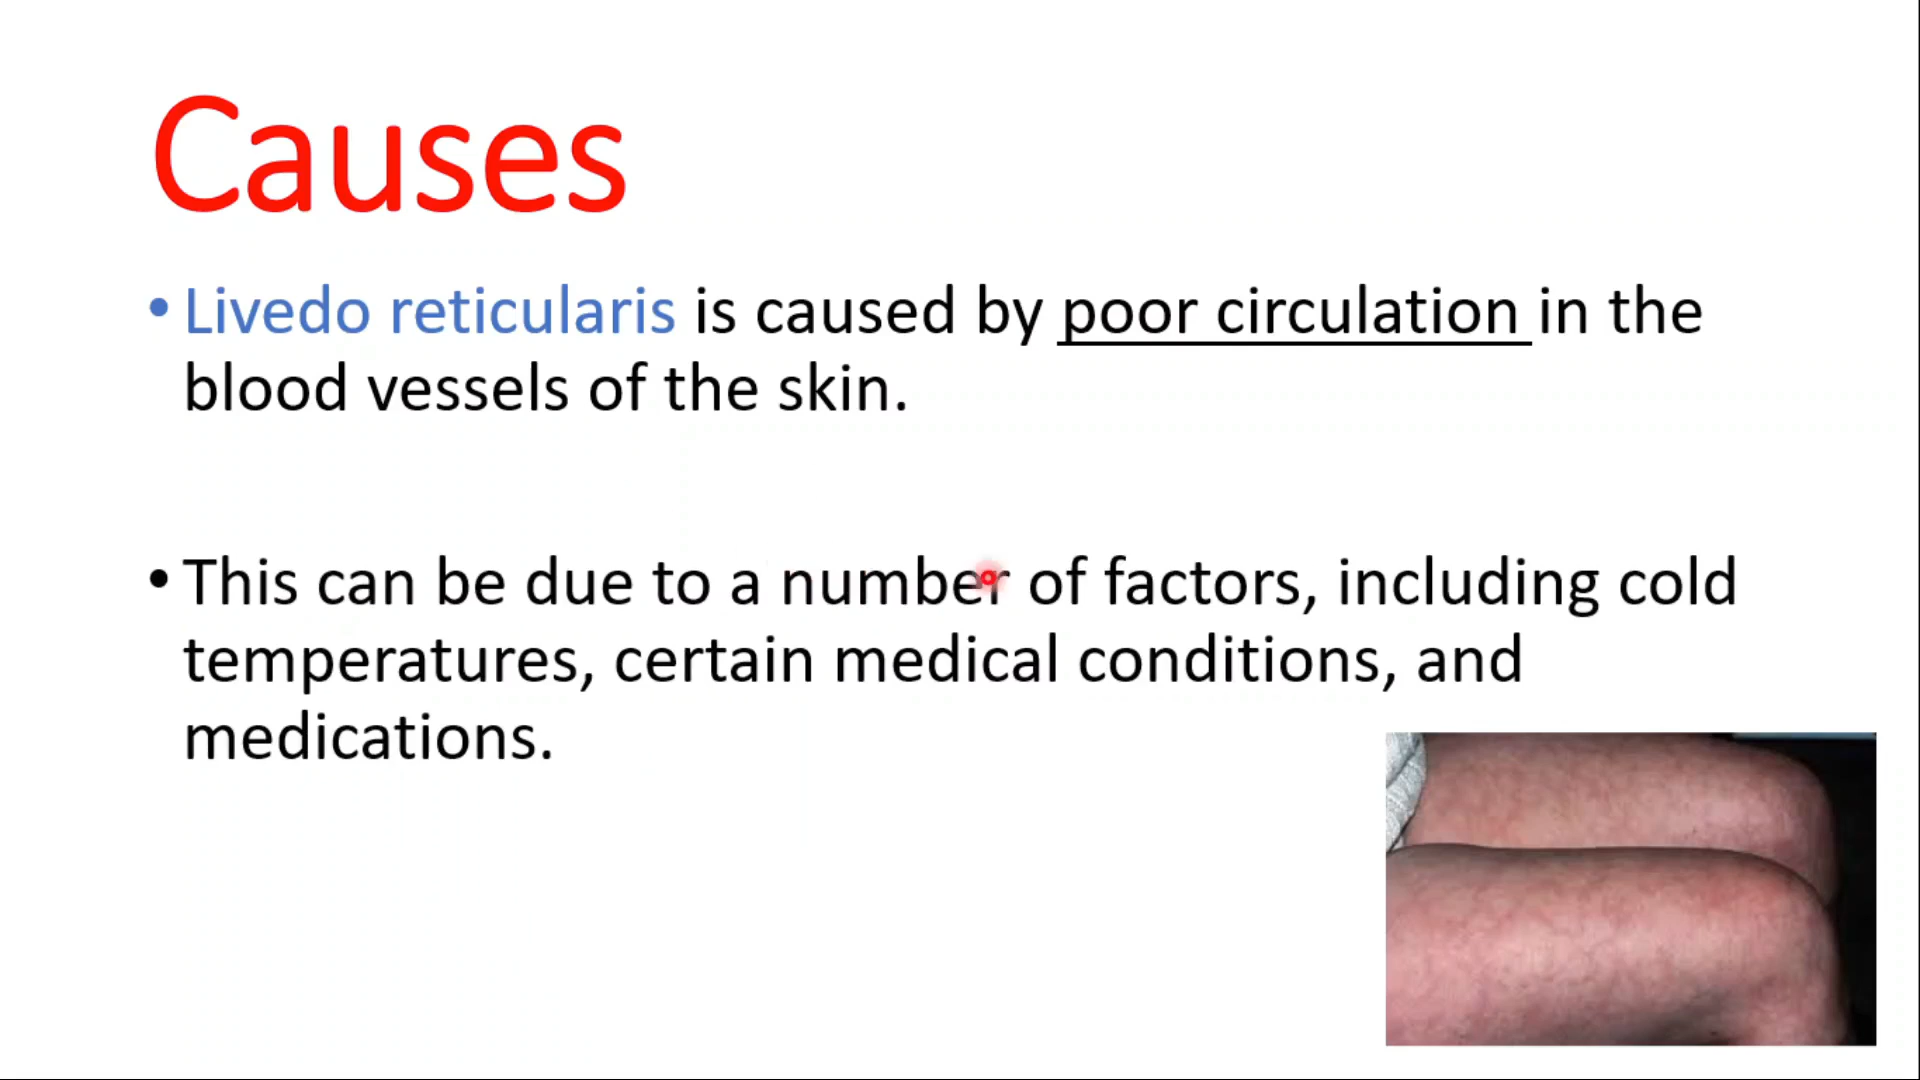 Causes
• Livedo reticularis is caused by poor circulation in the
blood vessels of the skin.
• This can be due to a number of factors, including cold
temperatures, certain medical conditions, and
medications.